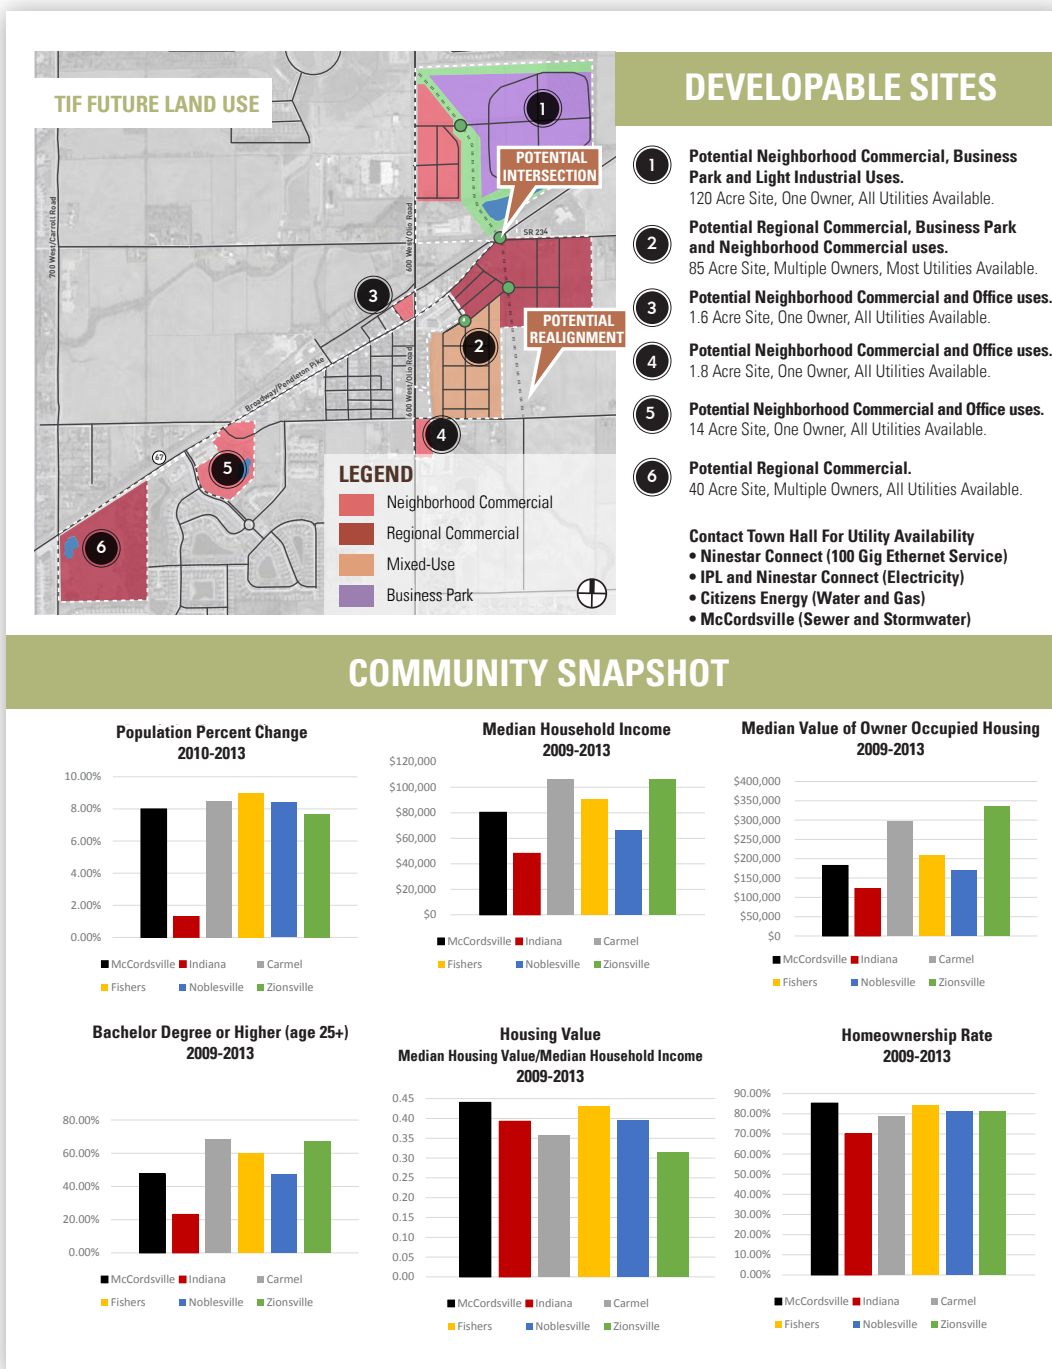 TIF FUTURE LAND USE
700 West/Carroll Road
600 West/Olio Road
600 West/Olio Road
Broadway/Pendleton Pike
SR 234
67
POTENTIAL
INTERSECTION
POTENTIAL
REALIGNMENT
1
2
3
4
5
6
LEGEND
Neighborhood Commercial
Regional Commercial
Mixed-Use
Business Park
DEVELOPABLE SITES
1
Potential Neighborhood Commercial, Business
Park and Light Industrial Uses.
120 Acre Site, One Owner, All Utilities Available.
2
Potential Regional Commercial, Business Park
and Neighborhood Commercial uses.
85 Acre Site, Multiple Owners, Most Utilities Available.
3
Potential Neighborhood Commercial and Office uses.
1.6 Acre Site, One Owner, All Utilities Available.
4
Potential Neighborhood Commercial and Office uses.
1.8 Acre Site, One Owner, All Utilities Available.
5
Potential Neighborhood Commercial and Office uses.
14 Acre Site, One Owner, All Utilities Available.
6
Potential Regional Commercial.
40 Acre Site, Multiple Owners, All Utilities Available.
Contact Town Hall For Utility Availability
• Ninestar Connect (100 Gig Ethernet Service)
• IPL and Ninestar Connect (Electricity)
• Citizens Energy (Water and Gas)
• McCordsville (Sewer and Stormwater)
COMMUNITY SNAPSHOT
Population Percent Change
2010-2013
10.00%
8.00%
6.00%
4.00%
2.00%
0.00%
McCordsville Indiana Carmel
Fishers Noblesville Zionsville
Median Household Income
2009-2013
$120,000
$100,000
$80,000
$60,000
$40,000
$20,000
$0
McCordsville Indiana Carmel
Fishers Noblesville Zionsville
Median Value of Owner Occupied Housing
2009-2013
$400,000
$350,000
$300,000
$250,000
$200,000
$150,000
$100,000
$50,000
$0
McCordsville Indiana Carmel
Fishers Noblesville Zionsville
Bachelor Degree or Higher (age 25+)
2009-2013
80.00%
60.00%
40.00%
20.00%
0.00%
McCordsville Indiana Carmel
Fishers Noblesville Zionsville
Housing Value
Median Housing Value/Median Household Income
2009-2013
0.45
0.40
0.35
0.30
0.25
0.20
0.15
0.10
0.05
0.00
McCordsville Indiana Carmel
Fishers Noblesville Zionsville
Homeownership Rate
2009-2013
90.00%
80.00%
70.00%
60.00%
50.00%
40.00%
30.00%
20.00%
10.00%
0.00%
McCordsville Indiana Carmel
Fishers Noblesville Zionsville